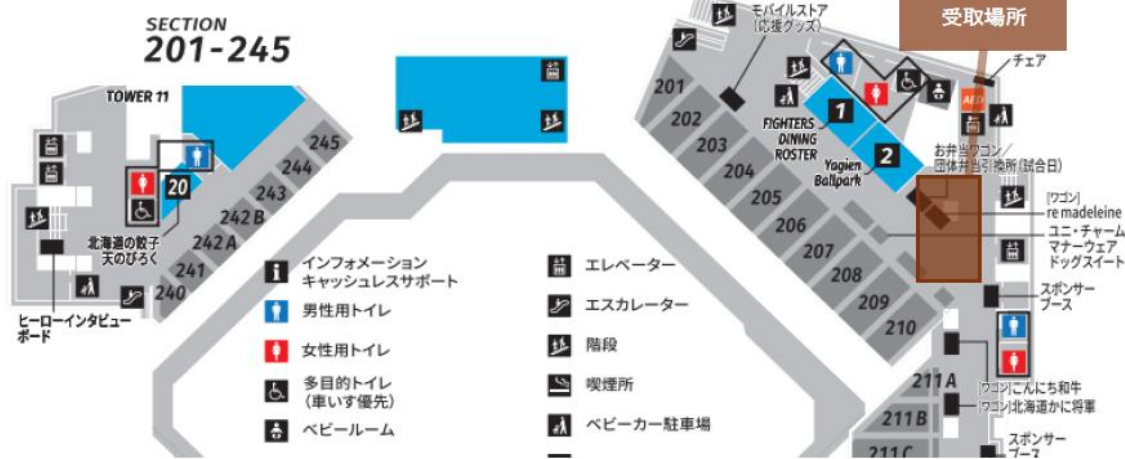 SECTION
201-245
TOWER 11
20
245
244
243
242 B
242 A
241
240
北海道の餃子
天のびろく
ヒーローインタビュー
ボード
インフォメーション
キャッシュレスサポート
男性用トイレ
女性用トイレ
多目的トイレ
(車いす優先)
ベビールーム
エレベーター
エスカレーター
階段
喫煙所
ベビーカー駐車場
モバイルストア
(応援グッズ)
受取場所
チェア
AED
1
FIGHTERS
DINING
ROSTER
2
Yagien
Ballpark
お弁当ワゴン/
団体弁当引換所(試合日)
[ワゴン]
re madeleine
ユニ・チャーム
マナーウェア
ドッグスイート
スポンサー
ブース
201
202
203
204
205
206
207
208
209
210
211 A
211 B
211 C
[ワゴン]こんにち和牛
[ワゴン]北海道かに将軍
スポンサー
ブース